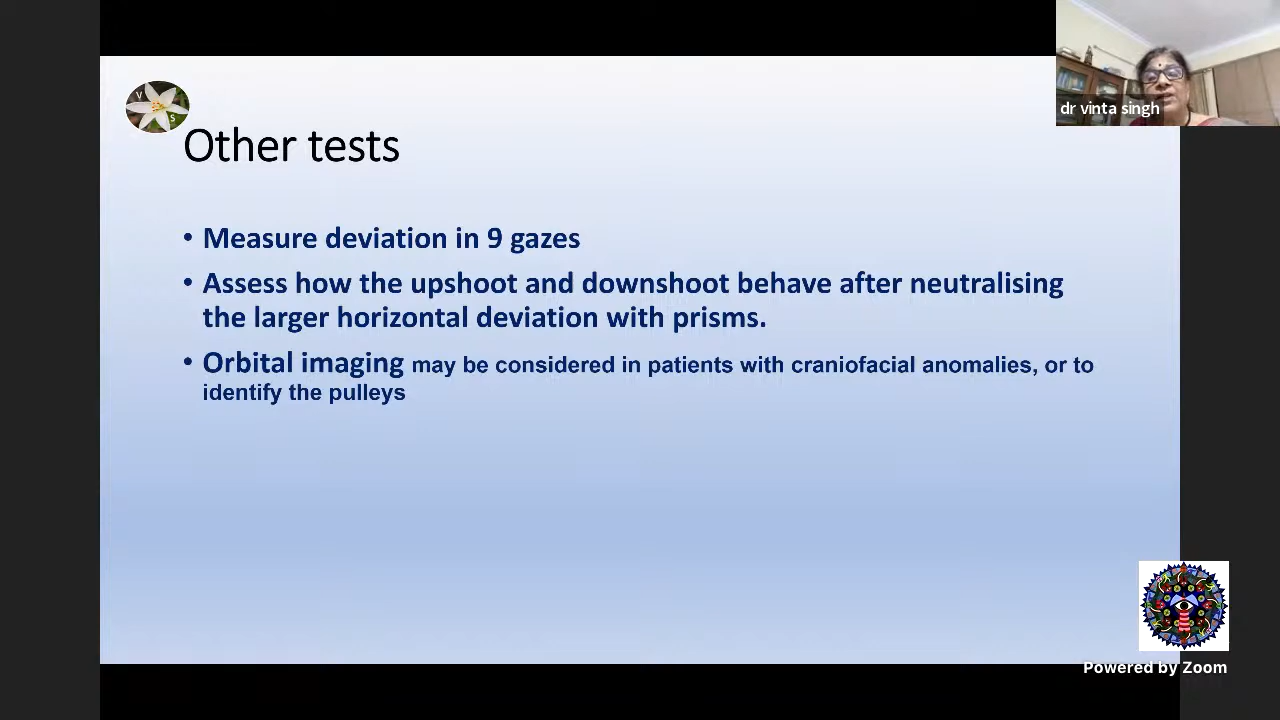 dr vinta singh
V
S
Other tests
• Measure deviation in 9 gazes
• Assess how the upshoot and downshoot behave after neutralising
the larger horizontal deviation with prisms.
• Orbital imaging may be considered in patients with craniofacial anomalies, or to
identify the pulleys
Powered by Zoom